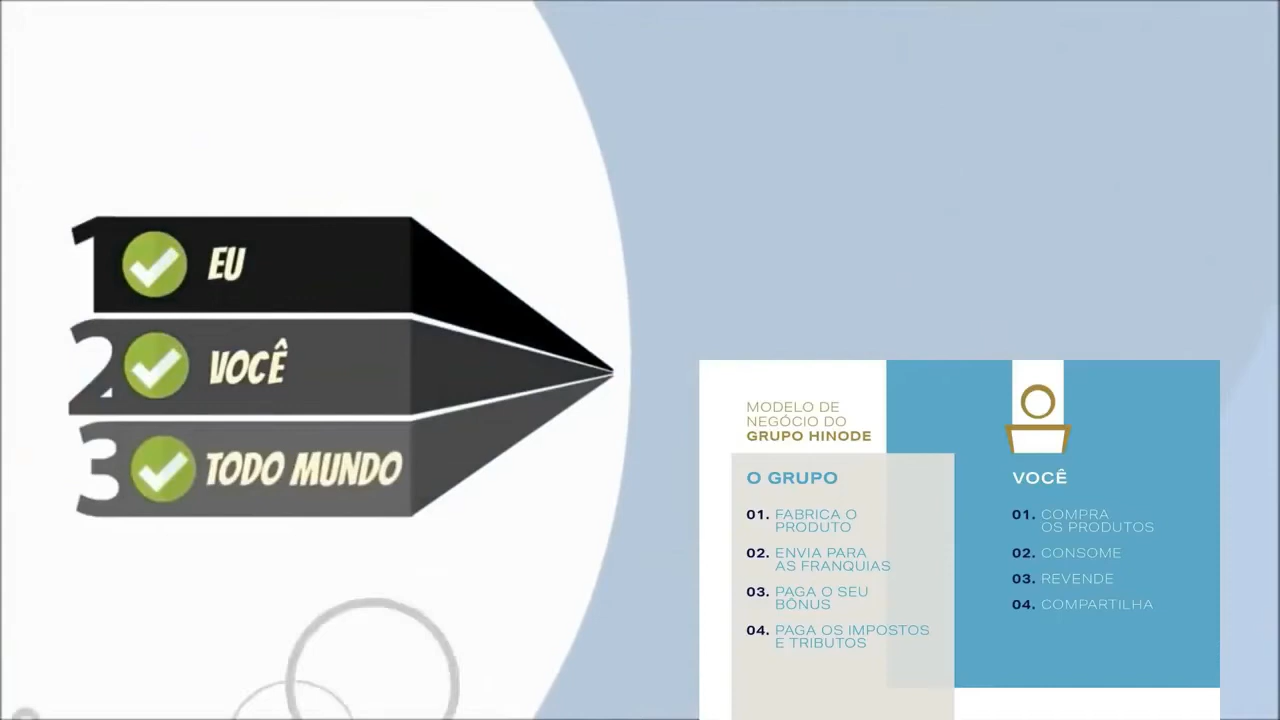 1 EU
2 VOCÊ
3 TODO MUNDO
MODELO DE
NEGÓCIO DO
GRUPO HINODE
O GRUPO
01. FABRICA O
PRODUTO
02. ENVIA PARA
AS FRANQUIAS
03. PAGA O SEU
BÔNUS
04. PAGA OS IMPOSTOS
E TRIBUTOS
VOCÊ
01. COMPRA
OS PRODUTOS
02. CONSOME
03. REVENDE
04. COMPARTILHA